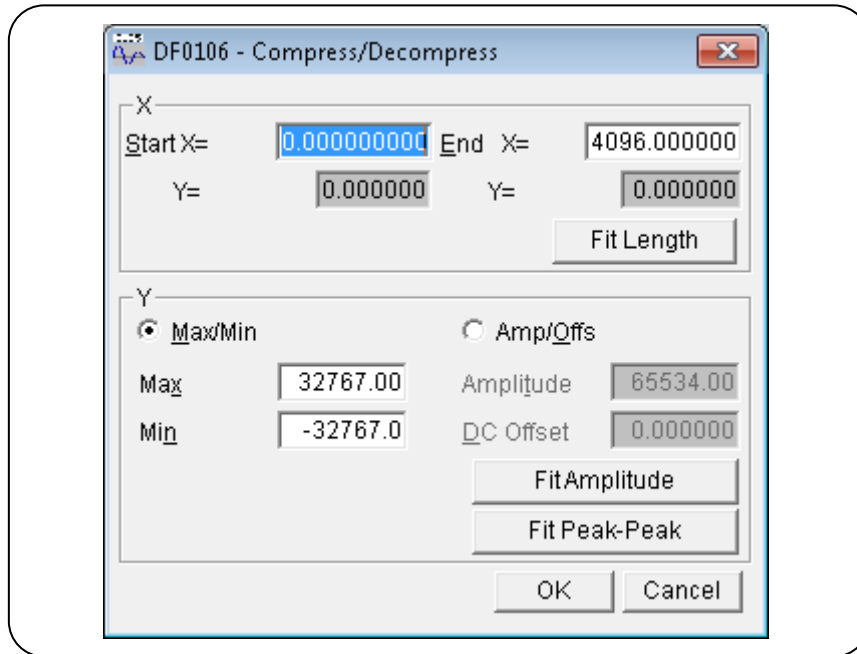 DF0106 - Compress/Decompress
X
Start X= 0.000000000 End X= 4096.000000
Y= 0.000000 Y= 0.000000
Fit Length
Y
Max/Min Amp/Offs
Max 32767.00 Amplitude 65534.00
Min -32767.0 DC Offset 0.000000
Fit Amplitude
Fit Peak-Peak
OK Cancel